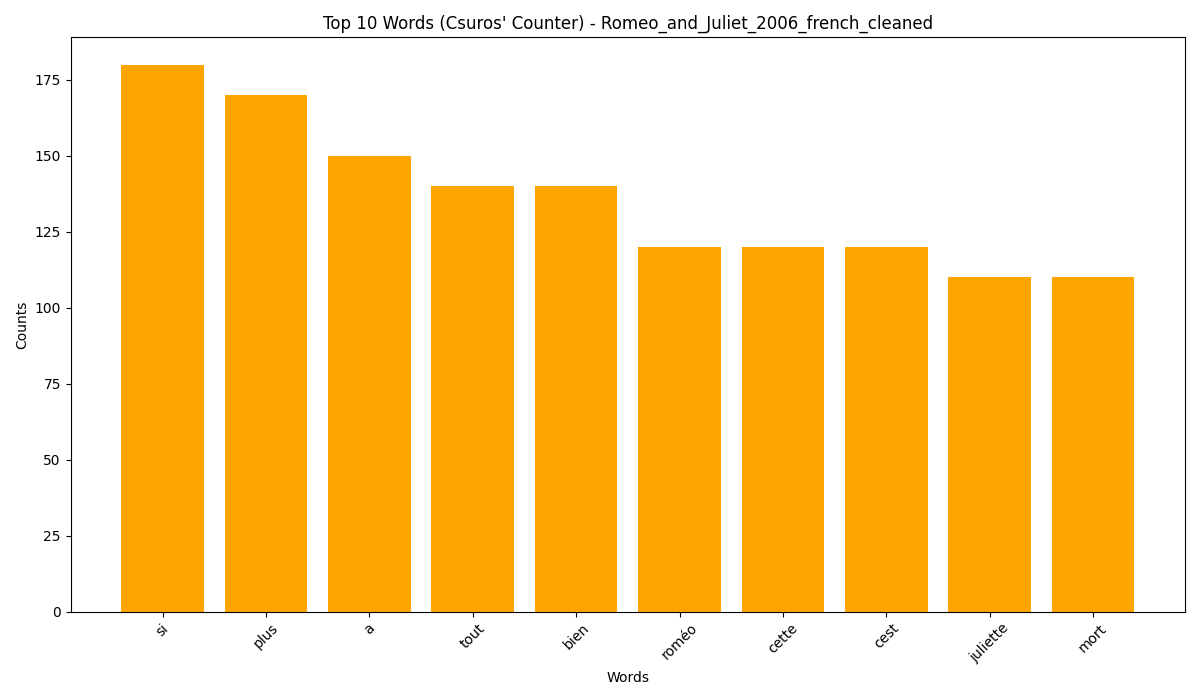 Top 10 Words (Csuros' Counter) - Romeo_and_Juliet_2006_french_cleaned
Counts
175
150
125
100
75
50
25
0
si
plus
a
tout
bien
roméo
cette
cest
juliette
mort
Words